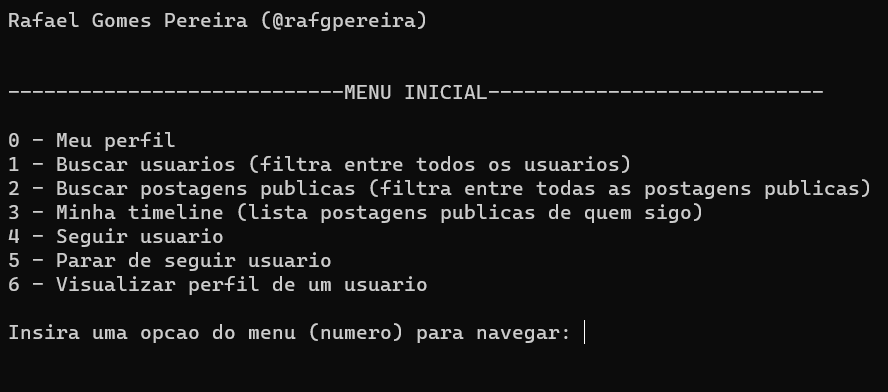 Rafael Gomes Pereira (@rafgpereira)
----------------------------MENU INICIAL----------------------------
0 - Meu perfil
1 - Buscar usuarios (filtra entre todos os usuarios)
2 - Buscar postagens publicas (filtra entre todas as postagens publicas)
3 - Minha timeline (lista postagens publicas de quem sigo)
4 - Seguir usuario
5 - Parar de seguir usuario
6 - Visualizar perfil de um usuario
Insira uma opcao do menu (numero) para navegar: